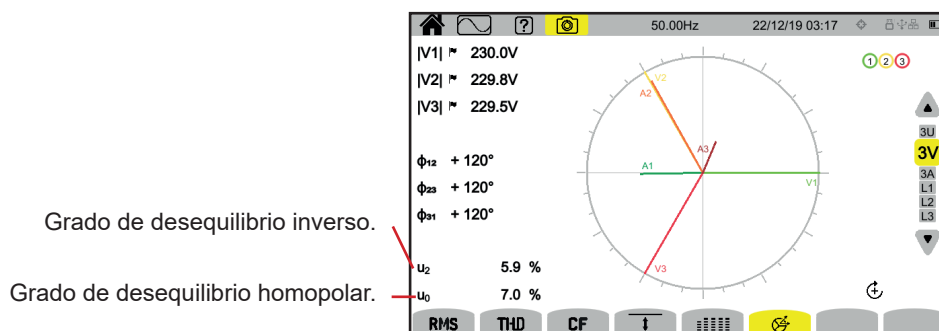 50.00Hz 22/12/19 03:17
?
|V1| 230.0V
|V2| 229.8V
|V3| 229.5V
1 2 3
V2
A2
A3
A1
V1
V3
3U
3V
3A
L1
L2
L3
ϕ₁₂ + 120°
ϕ₂₃ + 120°
ϕ₃₁ + 120°
Grado de desequilibrio inverso.
u₂ 5.9 %
Grado de desequilibrio homopolar.
u₀ 7.0 %
RMS THD CF